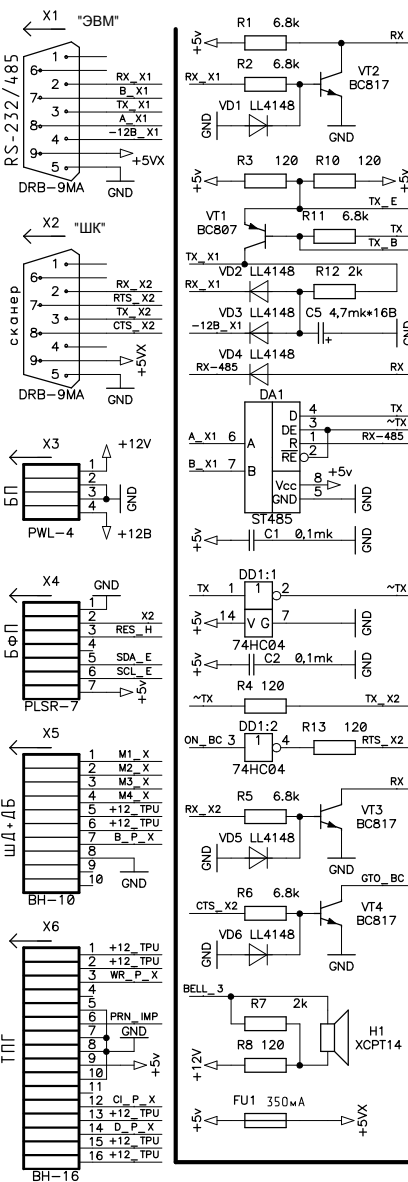 X1 "ЭВМ"
RS-232/485
1
6
2 RX_X1
7 B_X1
3 TX_X1
8 A_X1
4 -12B_X1
9 +5VX
5
DRB-9MA GND
X2 "ШК"
сканер
1
6
2 RX_X2
7 RTS_X2
3 TX_X2
8 CTS_X2
4
9 +5VX
5
DRB-9MA GND
X3
БП
1 +12V
2
3 GND
4
PWL-4 +12B
X4
БФП
GND
1
2 X2
3 RES_H
4
5 SDA_E
6 SCL_E
7 +5v
PLSR-7
X5
ШД+ДБ
1 M1_X
2 M2_X
3 M3_X
4 M4_X
5 +12_TPU
6 +12_TPU
7 B_P_X
8
9 GND
10
BH-10
X6
ТПГ
1 +12_TPU
2 +12_TPU
3 WR_P_X
4
5
6 PRN_IMP
7 GND
8
9 +5v
10
11
12 CI_P_X
13 +12_TPU
14 D_P_X
15 +12_TPU
16 +12_TPU
BH-16
R1 6.8k
+5v RX
R2 6.8k
RX_X1 VT2
BC817
VD1 LL4148
GND GND
R3 120 R10 120
+5v +5v
TX_E
VT1 R11 6.8k
BC807 TX
TX_B
TX_X1
VD2 LL4148 R12 2k
RX_X1
VD3 LL4148 C5 4,7mk*16B
-12B_X1 + GND
VD4 LL4148
RX-485 RX
DA1
D 4 TX
DE 3 ~TX
A_X1 6 A R 1 RX-485
RE 2
B_X1 7 B
Vcc 8 +5v
GND 5 GND
ST485
+5v C1 0,1mk GND
DD1:1
TX 1 1 2 ~TX
+5v 14 V G 7 GND
74HC04
+5v C2 0,1mk GND
R4 120
~TX TX_X2
DD1:2 R13 120
ON_BC 3 1 4 RTS_X2
74HC04
RX
R5 6.8k
RX_X2 VT3
BC817
VD5 LL4148
GND GND
GTO_BC
R6 6.8k
CTS_X2 VT4
BC817
VD6 LL4148
GND GND
BELL_3
R7 2k
H1
XCPT14
R8 120
+12V
FU1 350мА
+5v +5VX